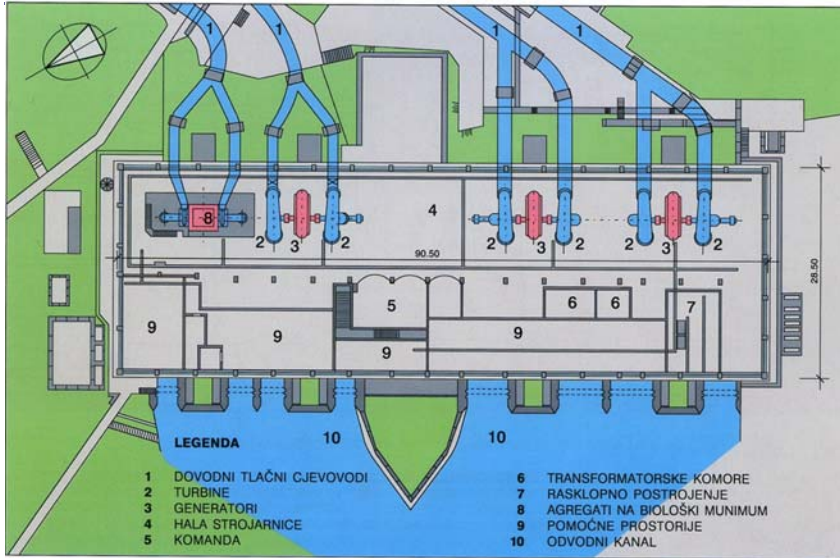 1 1 1 1
8 4
2 3 2 2 3 2 2 3 2
90.50
28.50
5 6 6 7
9 9 9
9
LEGENDA 10 10
1 DOVODNI TLAČNI CJEVOVODI
2 TURBINE
3 GENERATORI
4 HALA STROJARNICE
5 KOMANDA
6 TRANSFORMATORSKE KOMORE
7 RASKLOPNO POSTROJENJE
8 AGREGATI NA BIOLOŠKI MUNIMUM
9 POMOĆNE PROSTORIJE
10 ODVODNI KANAL